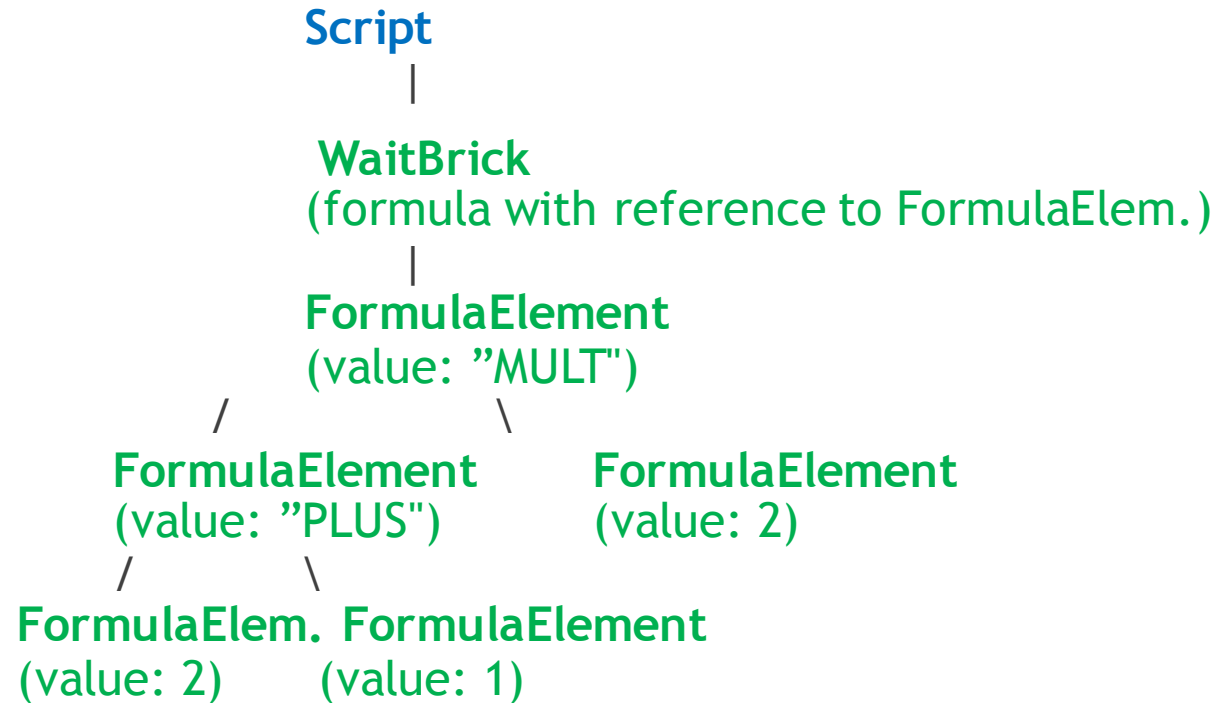 Script
|
WaitBrick
(formula with reference to FormulaElem.)
|
FormulaElement
(value: ”MULT")
/ \
FormulaElement FormulaElement
(value: ”PLUS") (value: 2)
/ \
FormulaElem. FormulaElement
(value: 2) (value: 1)